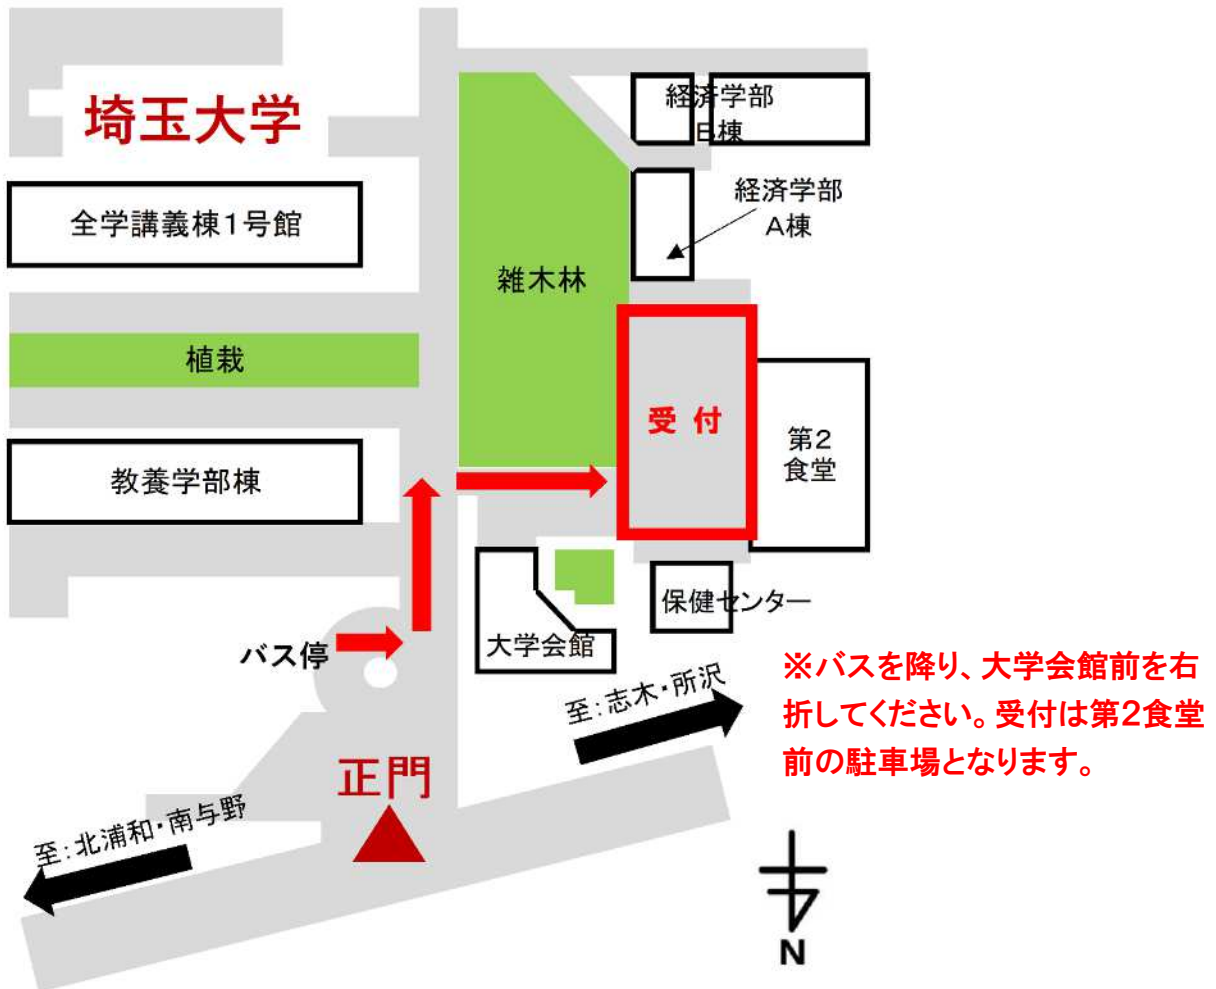 埼玉大学
経済学部
B棟
全学講義棟1号館
経済学部
A棟
雑木林
植栽
受 付
第2
食堂
教養学部棟
保健センター
大学会館
バス停
至:志木・所沢
※バスを降り、大学会館前を右
折してください。受付は第2食堂
前の駐車場となります。
正門
至:北浦和・南与野
N